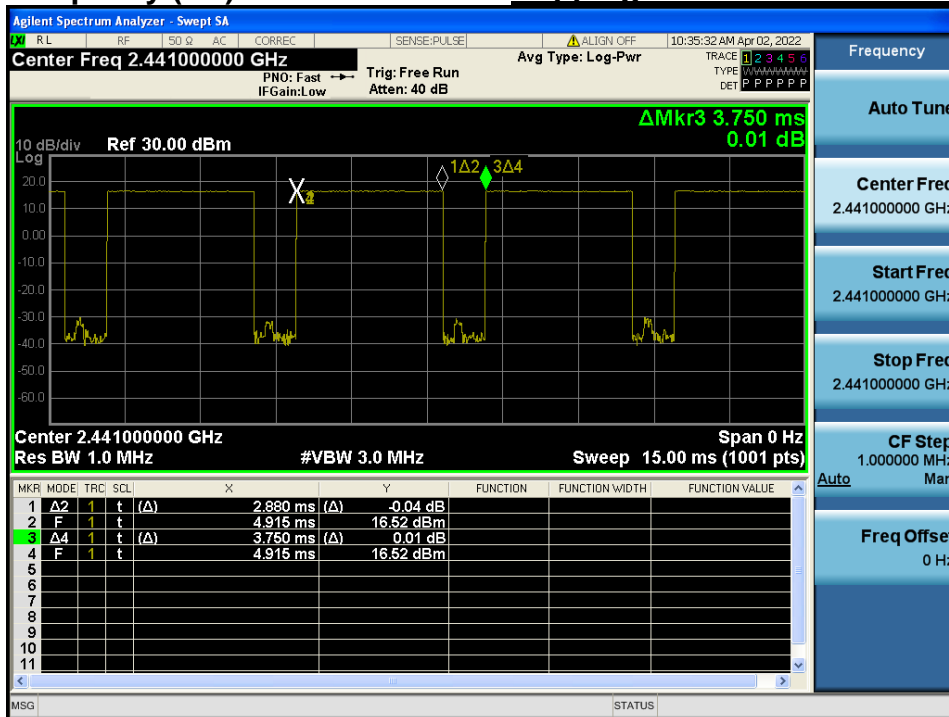 Agilent Spectrum Analyzer - Swept SA
LXI RL RF 50 Ω AC CORREC SENSE:PULSE ALIGN OFF 10:35:32 AM Apr 02, 2022
Center Freq 2.441000000 GHz Avg Type: Log-Pwr TRACE 1 2 3 4 5 6
PNO: Fast Trig: Free Run TYPE
IFGain:Low Atten: 40 dB DET P P P P P P
ΔMkr3 3.750 ms
0.01 dB
10 dB/div Ref 30.00 dBm
Log
1Δ2 3Δ4
20.0
X
10.0
0.00
-10.0
-20.0
-30.0
-40.0
-50.0
-60.0
Center 2.441000000 GHz Span 0 Hz
Res BW 1.0 MHz #VBW 3.0 MHz Sweep 15.00 ms (1001 pts)
MKR MODE TRC SCL X Y FUNCTION FUNCTION WIDTH FUNCTION VALUE
1 Δ2 1 t (Δ) 2.880 ms (Δ) -0.04 dB
2 F 1 t 4.915 ms 16.52 dBm
3 Δ4 1 t (Δ) 3.750 ms (Δ) 0.01 dB
4 F 1 t 4.915 ms 16.52 dBm
5
6
7
8
9
10
11
MSG STATUS
Frequency
Auto Tune
Center Freq
2.441000000 GHz
Start Freq
2.441000000 GHz
Stop Freq
2.441000000 GHz
CF Step
1.000000 MHz
Auto Man
Freq Offset
0 Hz